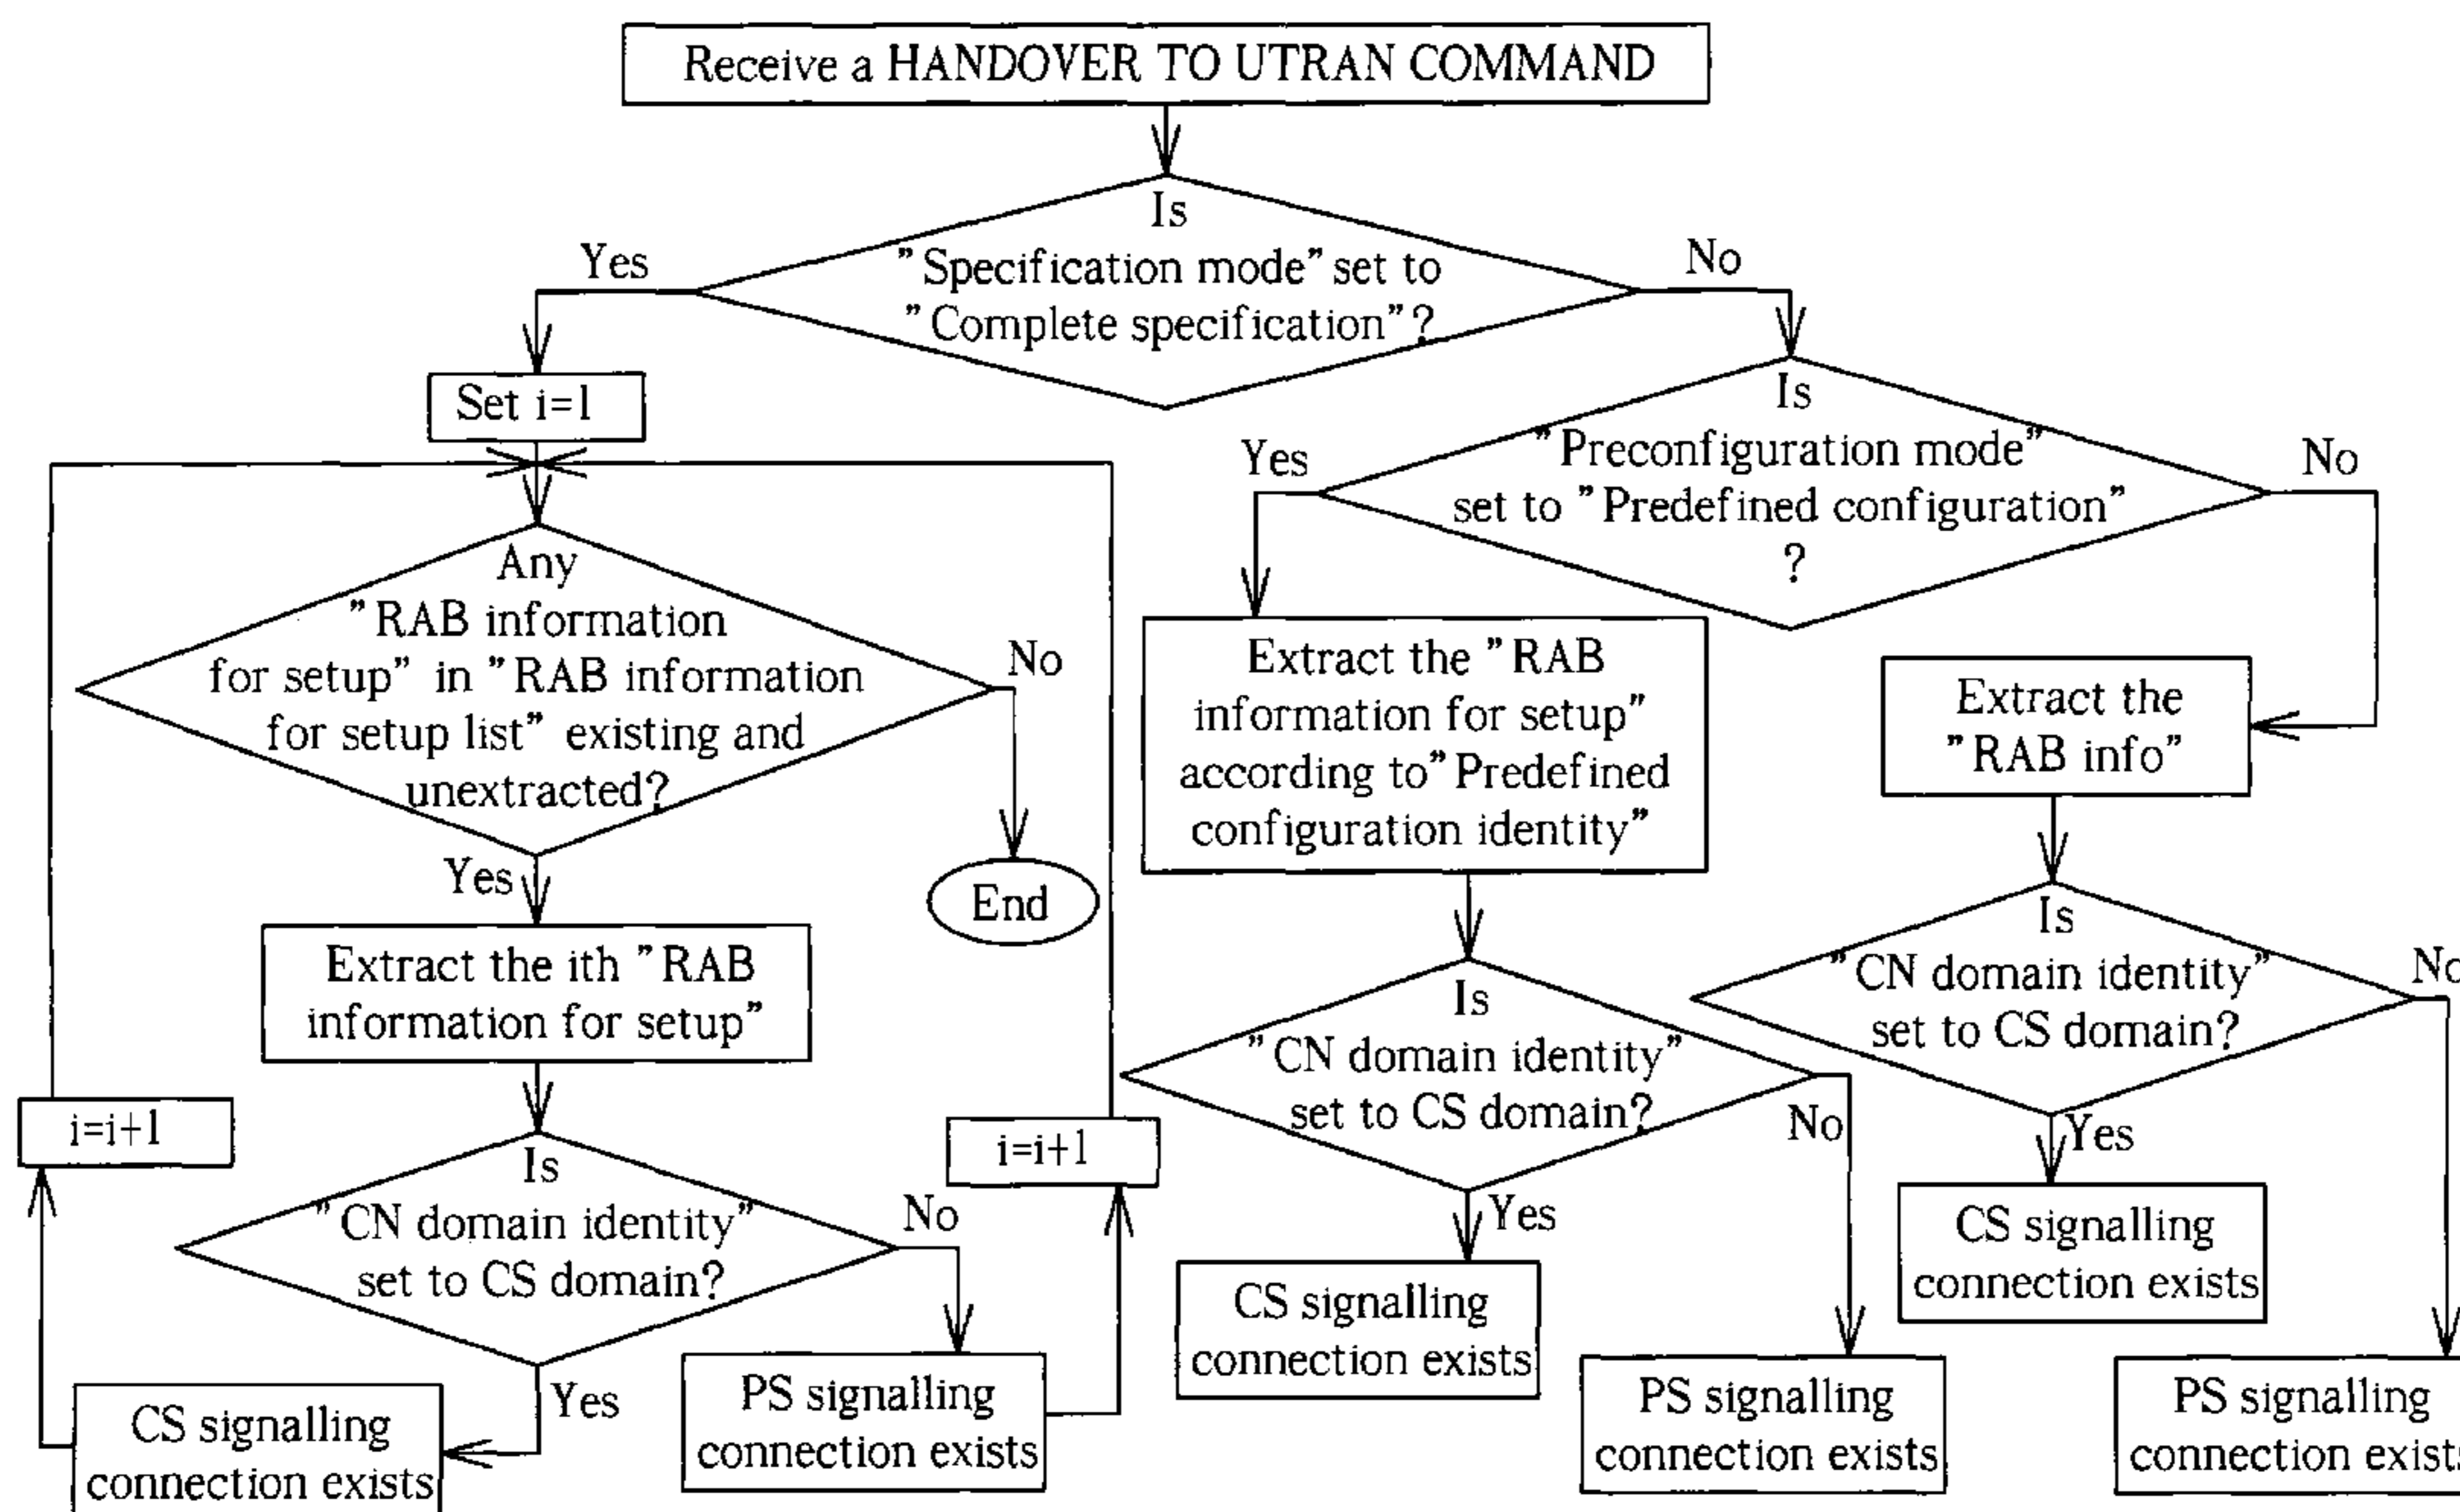 Receive a HANDOVER TO UTRAN COMMAND
Is
"Specification mode" set to
"Complete specification"?
Yes
No
Set i=1
Is
"Preconfiguration mode"
set to "Predefined configuration"
?
Yes
No
Any
"RAB information
for setup" in "RAB information
for setup list" existing and
unextracted?
No
Yes
End
Extract the ith "RAB
information for setup"
Is
"CN domain identity"
set to CS domain?
No
Yes
i=i+1
i=i+1
CS signalling
connection exists
PS signalling
connection exists
Extract the "RAB
information for setup"
according to "Predefined
configuration identity"
Is
"CN domain identity"
set to CS domain?
No
Yes
CS signalling
connection exists
PS signalling
connection exists
Extract the
"RAB info"
Is
"CN domain identity"
set to CS domain?
No
Yes
CS signalling
connection exists
PS signalling
connection exists